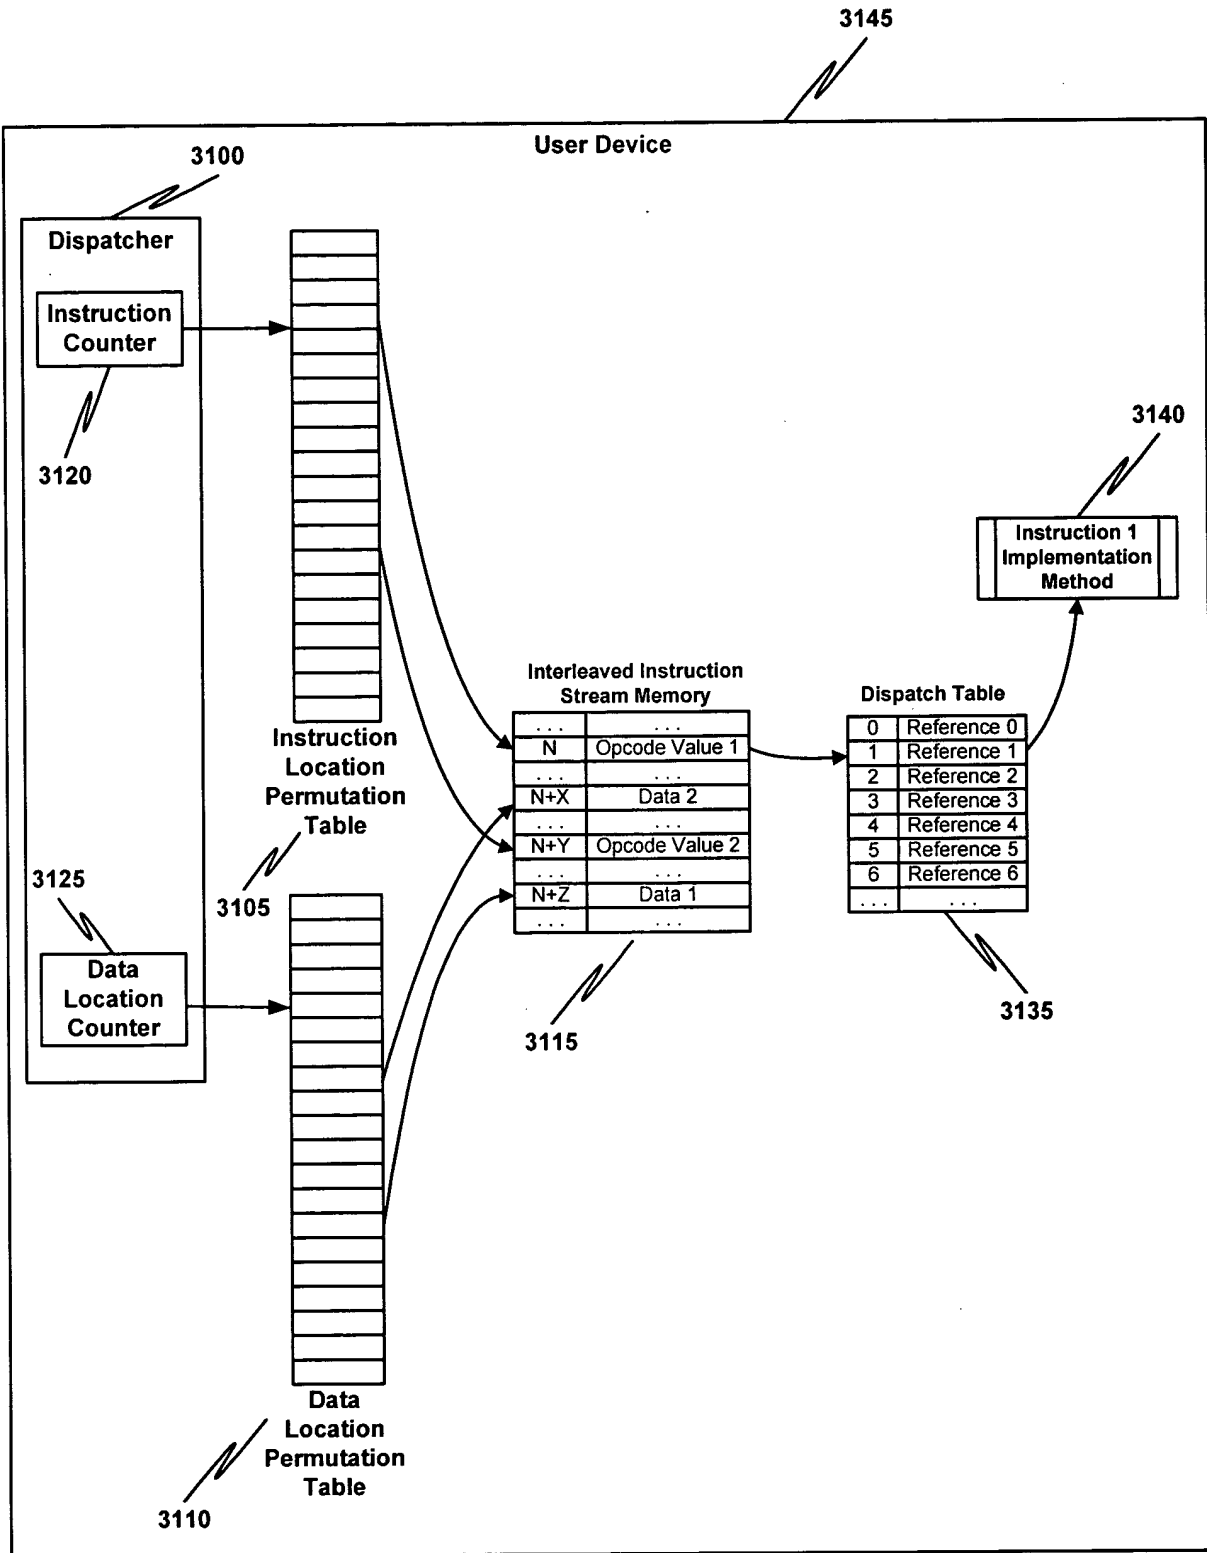 3145
User Device
3100
Dispatcher
Instruction
Counter
3120
3140
Instruction 1
Implementation
Method
Interleaved Instruction
Stream Memory
. . . . . .
N Opcode Value 1
. . . . . .
N+X Data 2
. . . . . .
N+Y Opcode Value 2
. . . . . .
N+Z Data 1
. . . . . .
Dispatch Table
0 Reference 0
1 Reference 1
2 Reference 2
3 Reference 3
4 Reference 4
5 Reference 5
6 Reference 6
. . . . . .
Instruction
Location
Permutation
Table
3105
3125
Data
Location
Counter
3115
3135
Data
Location
Permutation
Table
3110